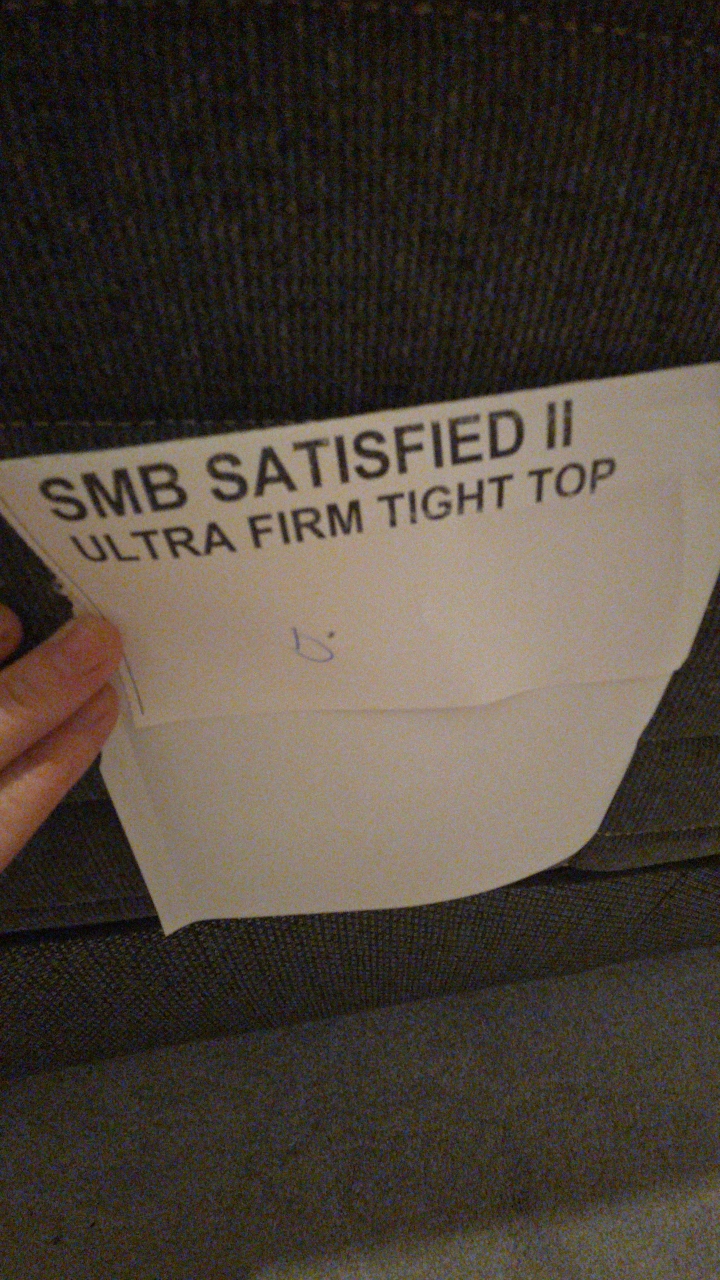 SMB SATISFIED II
ULTRA FIRM TIGHT TOP